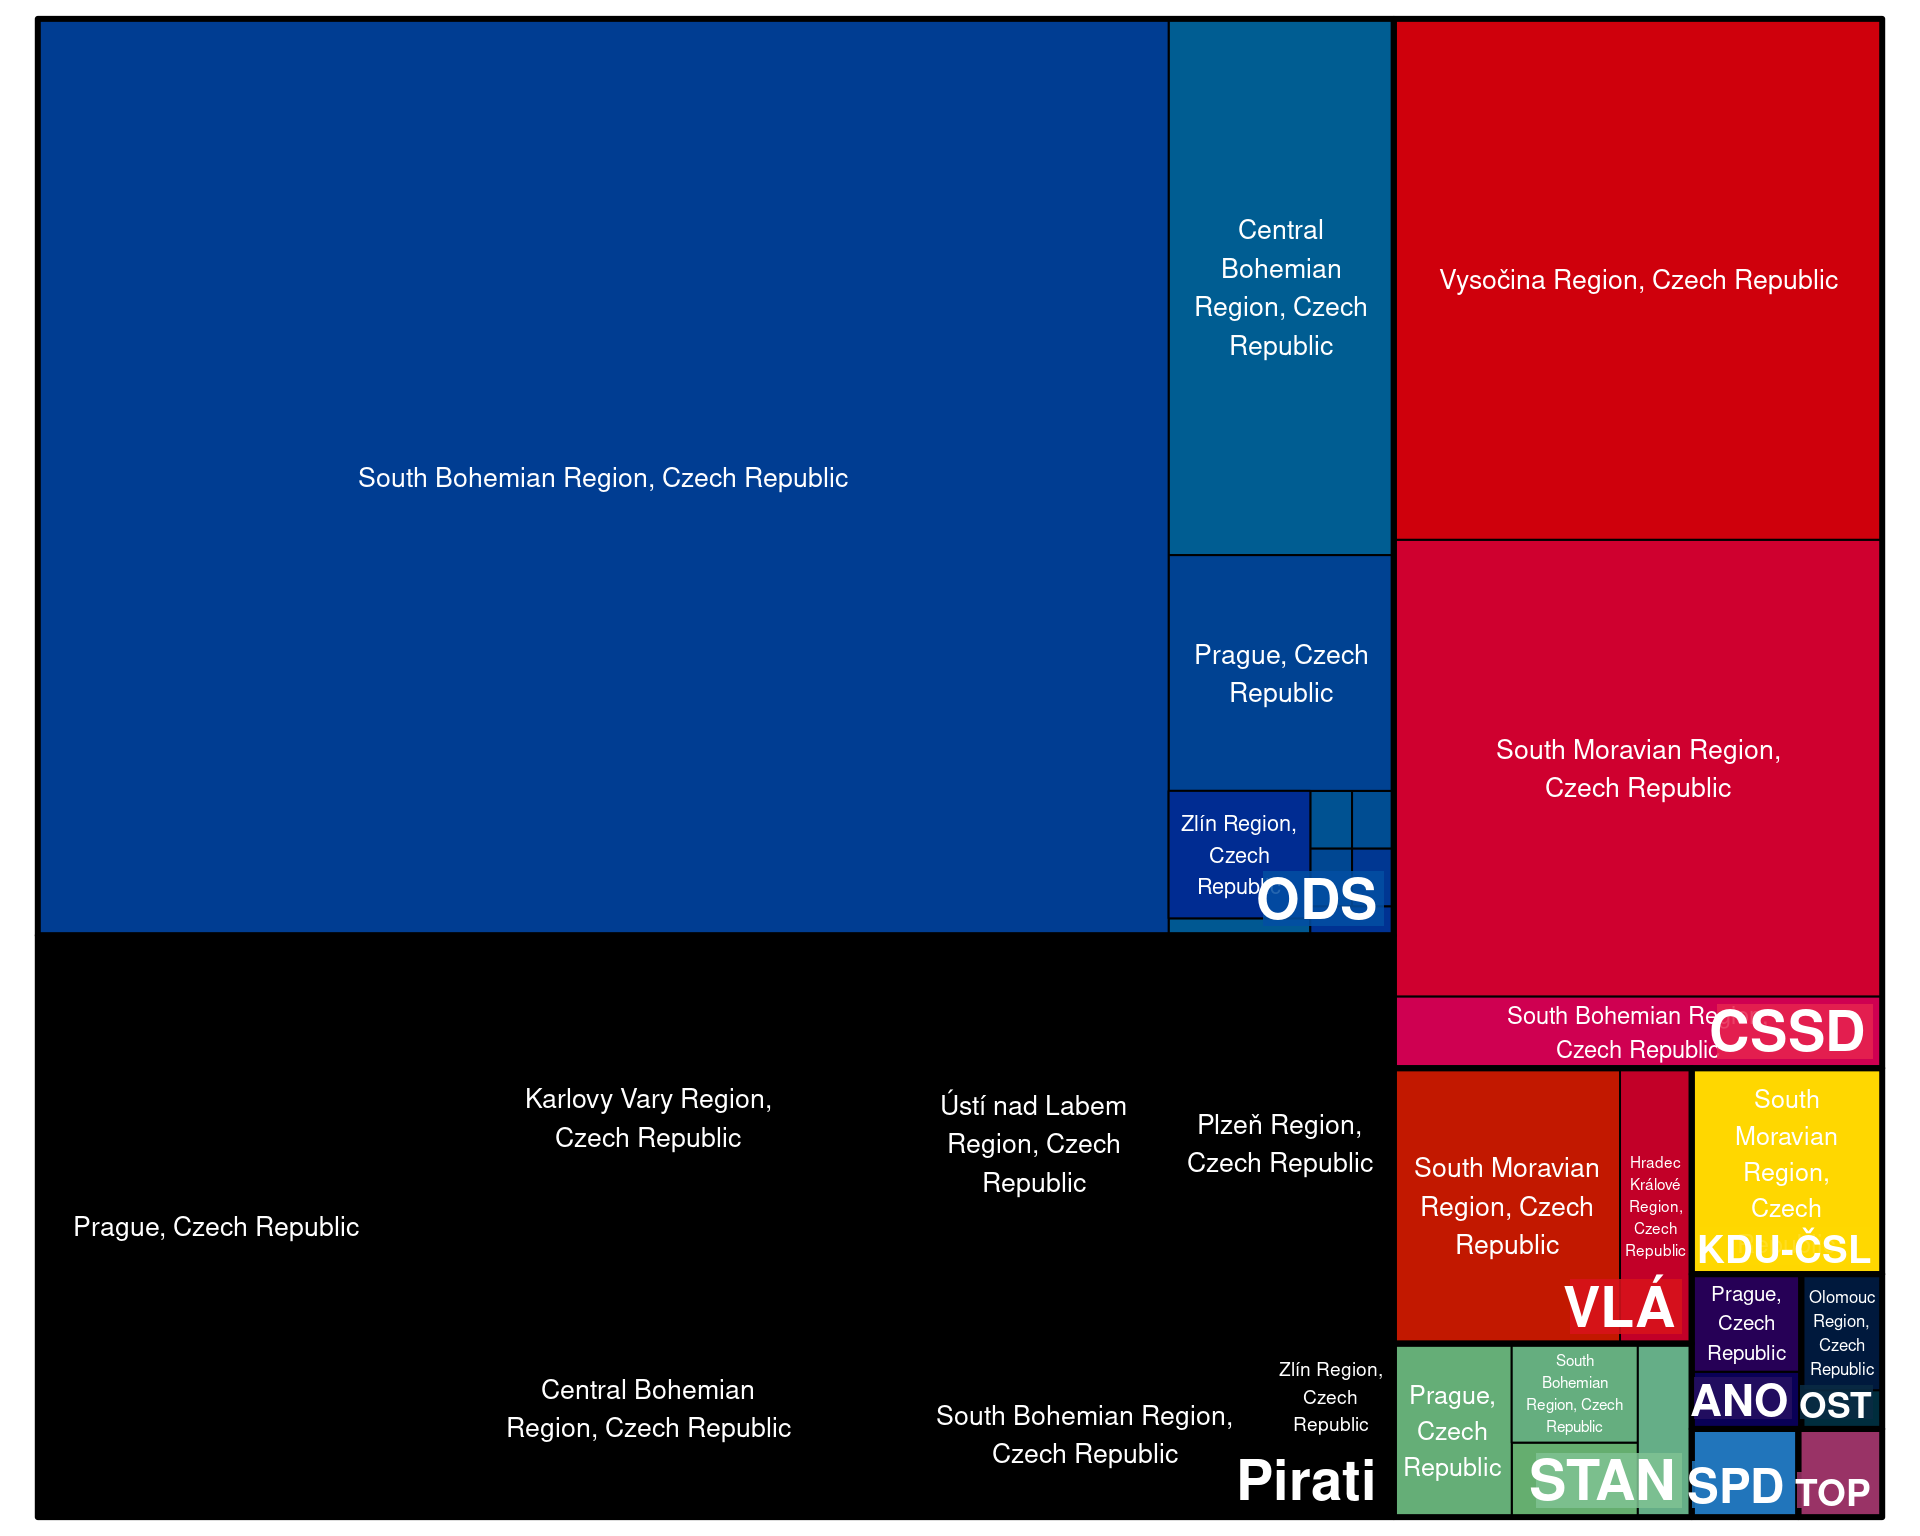 South Bohemian Region, Czech Republic
Central
Bohemian
Region, Czech
Republic
Prague, Czech
Republic
Zlín Region,
Czech
Republic
ODS
Vysočina Region, Czech Republic
South Moravian Region,
Czech Republic
South Bohemian Region,
Czech Republic
CSSD
Prague, Czech Republic
Karlovy Vary Region,
Czech Republic
Central Bohemian
Region, Czech Republic
Ústí nad Labem
Region, Czech
Republic
Plzeň Region,
Czech Republic
South Bohemian Region,
Czech Republic
Zlín Region,
Czech
Republic
Pirati
South Moravian
Region, Czech
Republic
Hradec
Králové
Region,
Czech
Republic
VLÁ
South
Moravian
Region,
Czech
KDU-ČSL
Prague,
Czech
Republic
ANO
Olomouc
Region,
Czech
Republic
OST
Prague,
Czech
Republic
South
Bohemian
Region, Czech
Republic
STAN
SPD
TOP